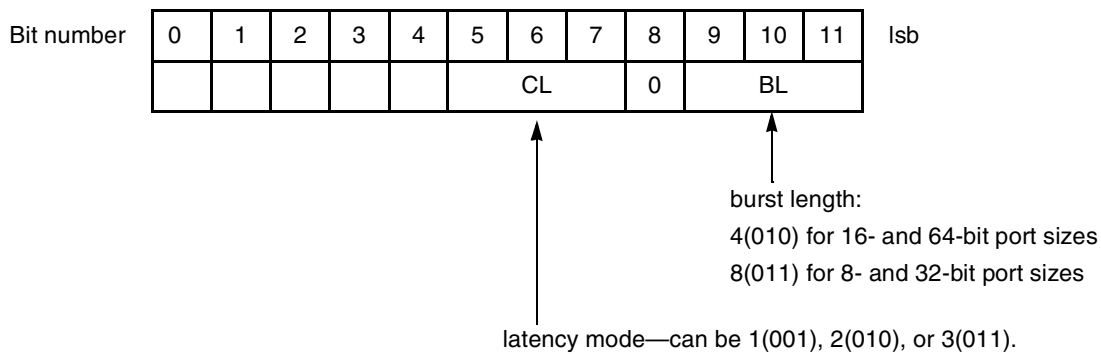 Bit number 0 1 2 3 4 5 6 7 8 9 10 11 lsb
CL 0 BL
burst length:
4(010) for 16- and 64-bit port sizes
8(011) for 8- and 32-bit port sizes
latency mode—can be 1(001), 2(010), or 3(011).